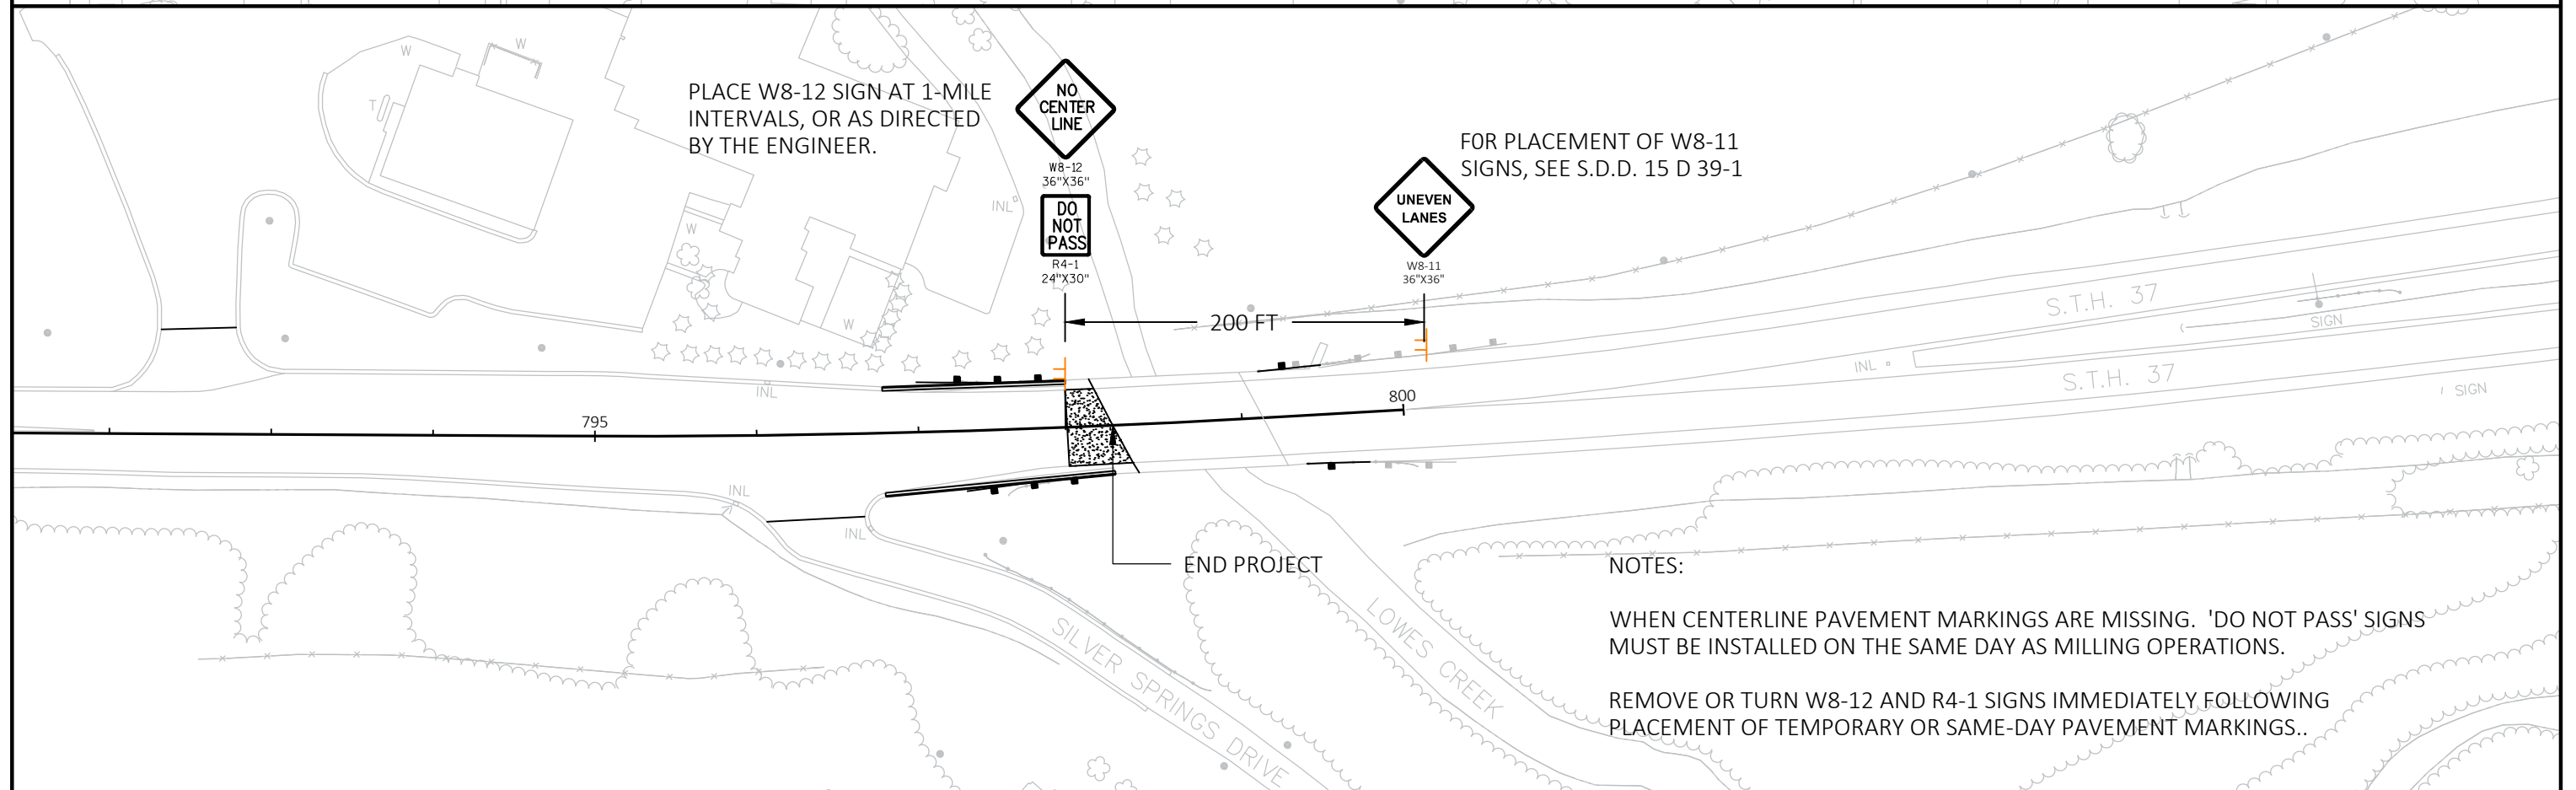 PLACE W8-12 SIGN AT 1-MILE
INTERVALS, OR AS DIRECTED
BY THE ENGINEER.
NO
CENTER
LINE
W8-12
36"X36"
DO
NOT
PASS
R4-1
24"X30"
F0R PLACEMENT OF W8-11
SIGNS, SEE S.D.D. 15 D 39-1
UNEVEN
LANES
W8-11
36"X36"
200 FT
W
W
T
W
W
INL
INL
INL
INL
INL
S.T.H. 37
S.T.H. 37
SIGN
SIGN
795
800
END PROJECT
SILVER SPRINGS DRIVE
LOWES CREEK
NOTES:
WHEN CENTERLINE PAVEMENT MARKINGS ARE MISSING.  'DO NOT PASS' SIGNS
MUST BE INSTALLED ON THE SAME DAY AS MILLING OPERATIONS.
REMOVE OR TURN W8-12 AND R4-1 SIGNS IMMEDIATELY FOLLOWING
PLACEMENT OF TEMPORARY OR SAME-DAY PAVEMENT MARKINGS..